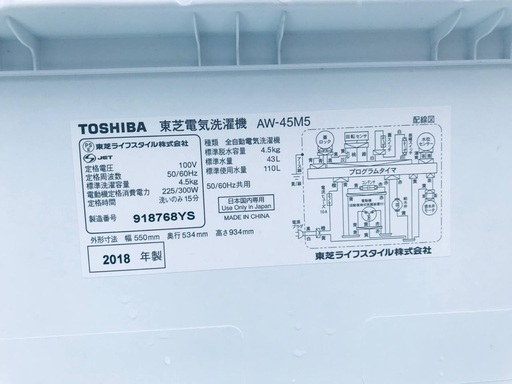 TOSHIBA 東芝電気洗濯機 AW-45M5
東芝ライフスタイル株式会社
JET
定格電圧 100V
定格周波数 50/60Hz
標準洗濯容量 4.5kg
電動機定格消費電力 225/300W
定格時間 洗いのみ15分
製造番号 918768YS
外形寸法 幅550mm 奥行534mm 高さ934mm
2018 年製
種類 全自動電気洗濯機
標準脱水容量 4.5kg
標準水量 43L
標準使用水量 110L
50/60Hz共用
日本国内専用
Use Only in Japan
MADE IN CHINA
配線図
プログラムタイマ
東芝ライフスタイル株式会社